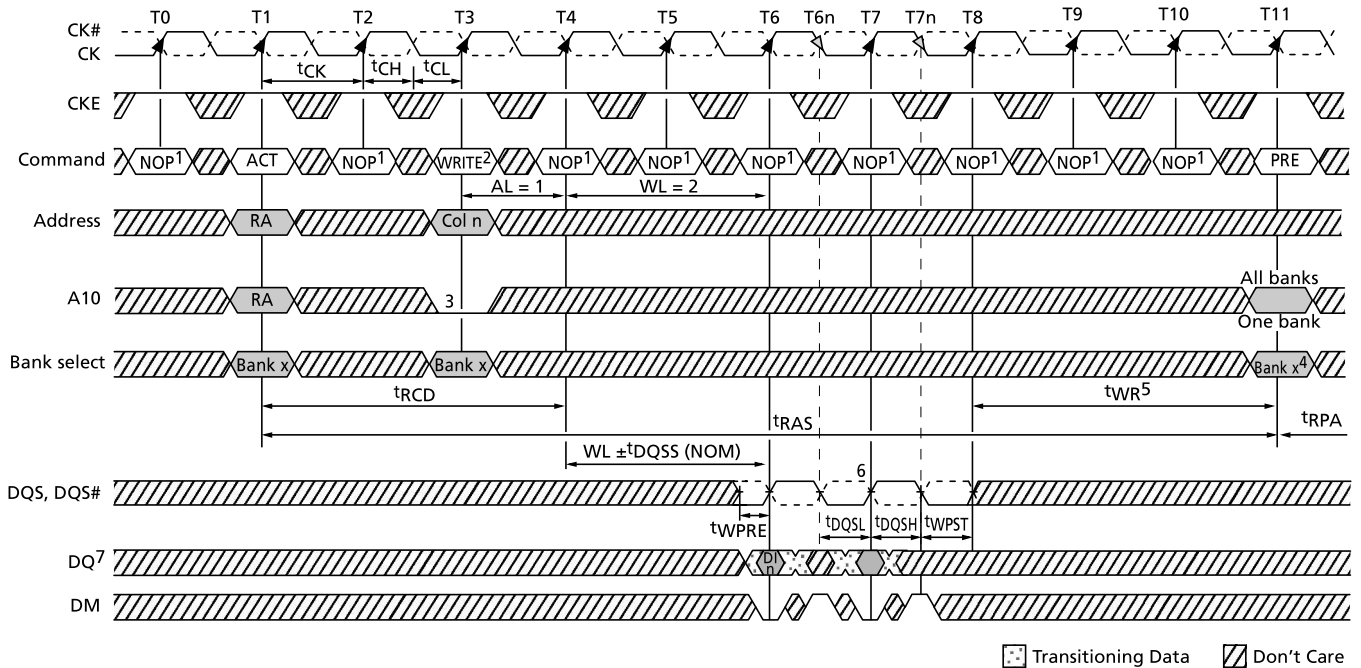 T0 T1 T2 T3 T4 T5 T6 T6n T7 T7n T8 T9 T10 T11
CK#
CK
tCK tCH tCL
CKE
Command NOP1 ACT NOP1 WRITE2 NOP1 NOP1 NOP1 NOP1 NOP1 NOP1 NOP1 PRE
AL = 1 WL = 2
Address RA Col n
All banks
A10 RA 3
One bank
Bank select Bank x Bank x Bank x4
tRCD tWR5
tRAS tRPA
WL ±tDQSS (NOM)
6
DQS, DQS#
tWPRE tDQSL tDQSH tWPST
DQ7 DI
n
DM
Transitioning Data Don't Care